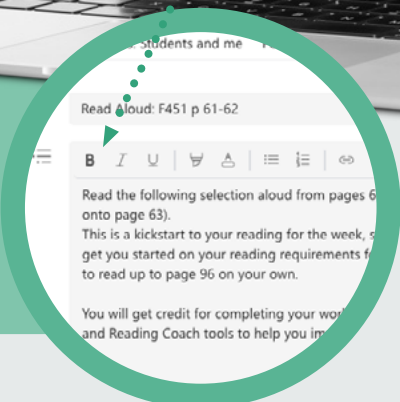 Students and me
Read Aloud: F451 p 61-62
B I U A
Read the following selection aloud from pages 6
onto page 63).
This is a kickstart to your reading for the week, s
get you started on your reading requirements f
to read up to page 96 on your own.
You will get credit for completing your wor
and Reading Coach tools to help you im